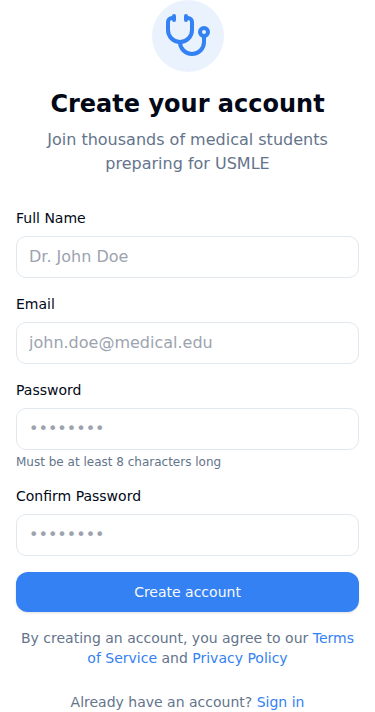 Create your account
Join thousands of medical students
preparing for USMLE
Full Name
Dr. John Doe
Email
john.doe@medical.edu
Password
••••••••
Must be at least 8 characters long
Confirm Password
••••••••
Create account
By creating an account, you agree to our Terms
of Service and Privacy Policy
Already have an account? Sign in